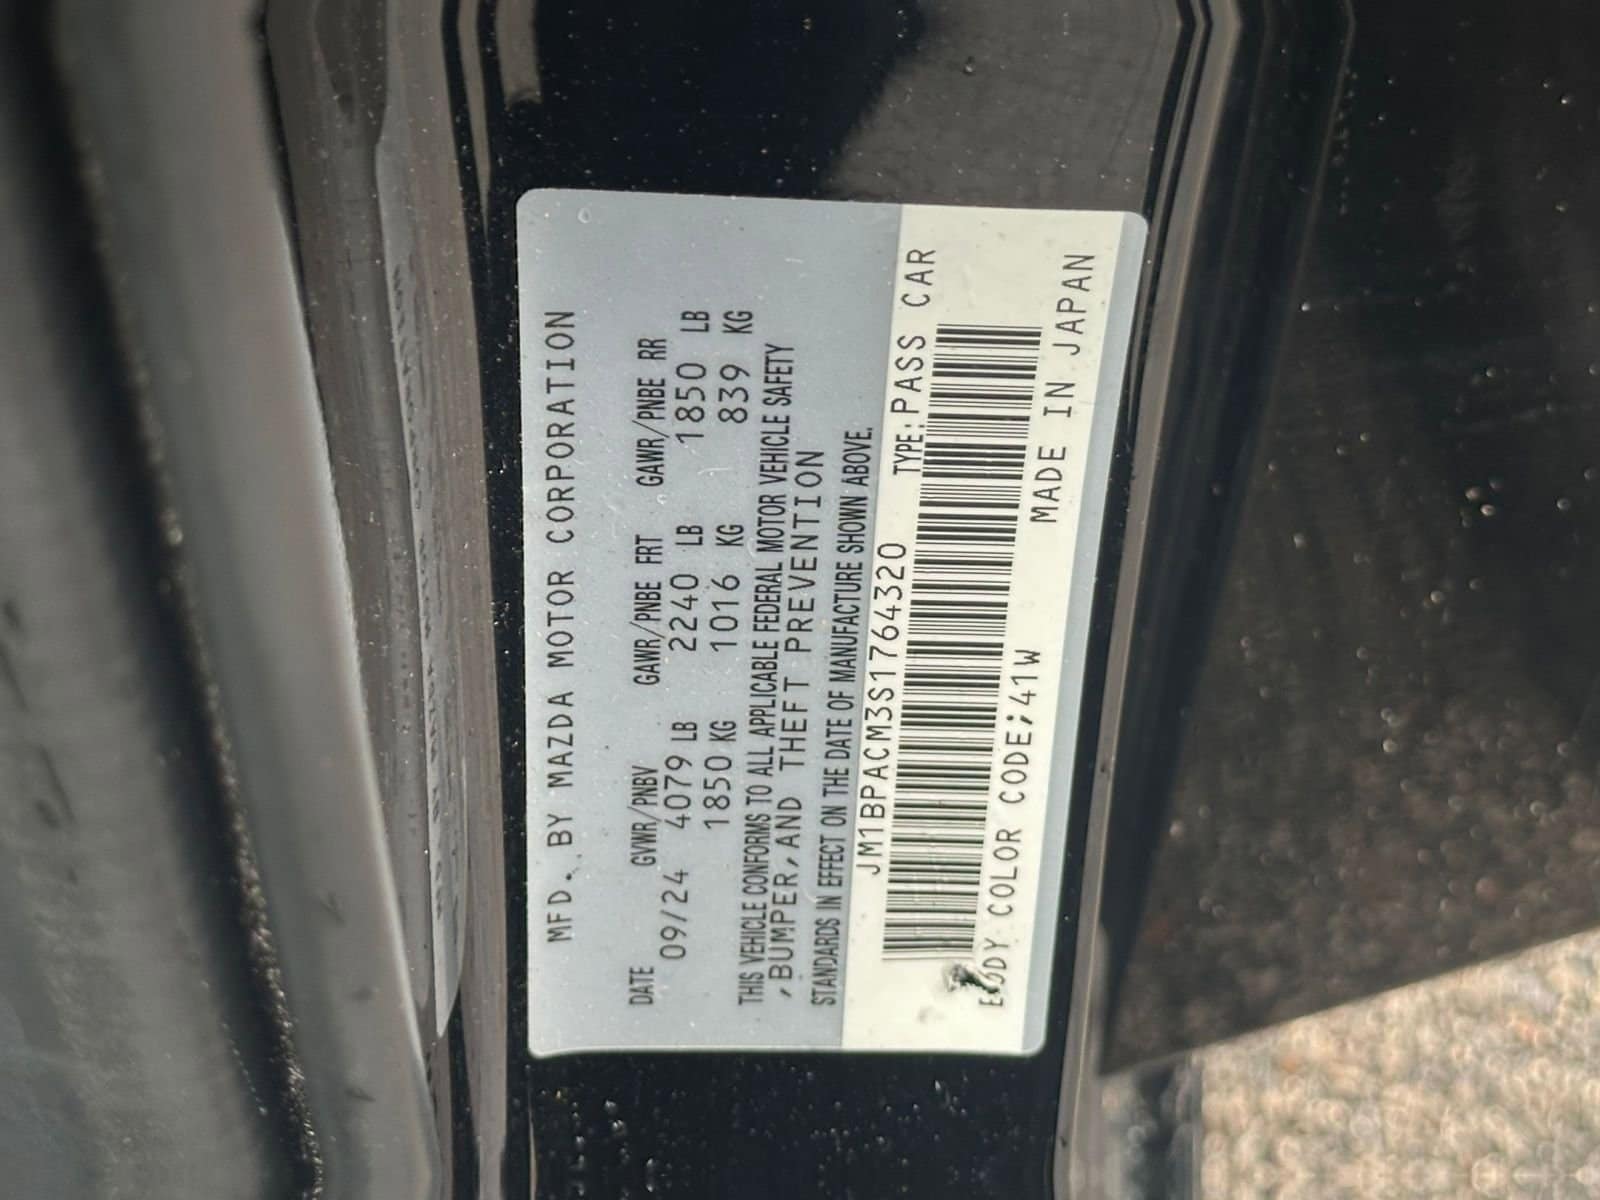 MFD. BY MAZDA MOTOR CORPORATION
DATE GVWR/PNBV GAWR/PNBE FRT GAWR/PNBE RR
09/24 4079 LB 2240 LB 1850 LB
1850 KG 1016 KG 839 KG
THIS VEHICLE CONFORMS TO ALL APPLICABLE FEDERAL MOTOR VEHICLE SAFETY
,BUMPER,AND THEFT PREVENTION
STANDARDS IN EFFECT ON THE DATE OF MANUFACTURE SHOWN ABOVE.
JM1BPACM3S1764320 TYPE:PASS CAR
BODY COLOR CODE;41W MADE IN JAPAN